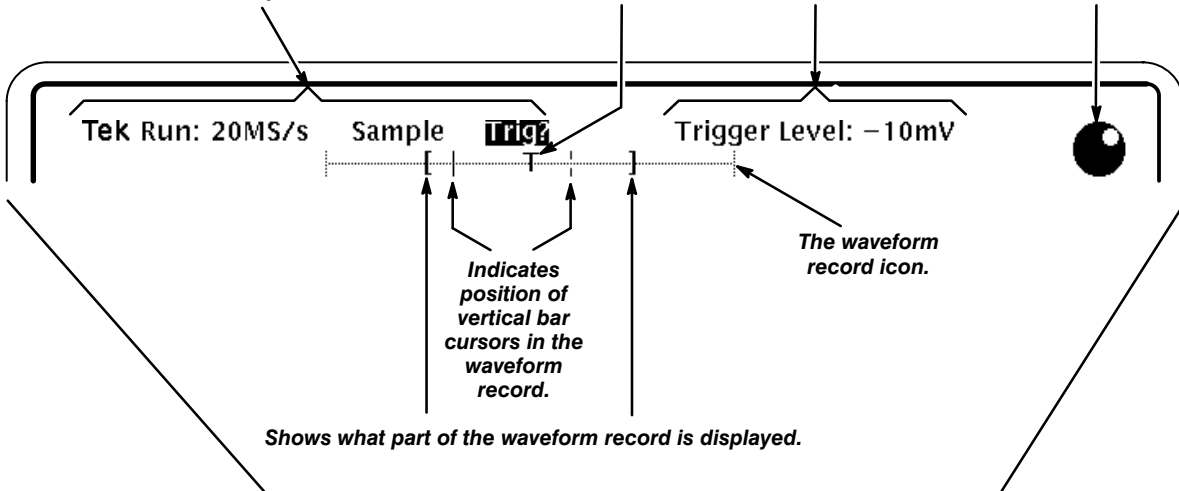 Tek Run: 20MS/s Sample Trig? Trigger Level: −10mV
[ T ]
The waveform
record icon.
Indicates
position of
vertical bar
cursors in the
waveform
record.
Shows what part of the waveform record is displayed.